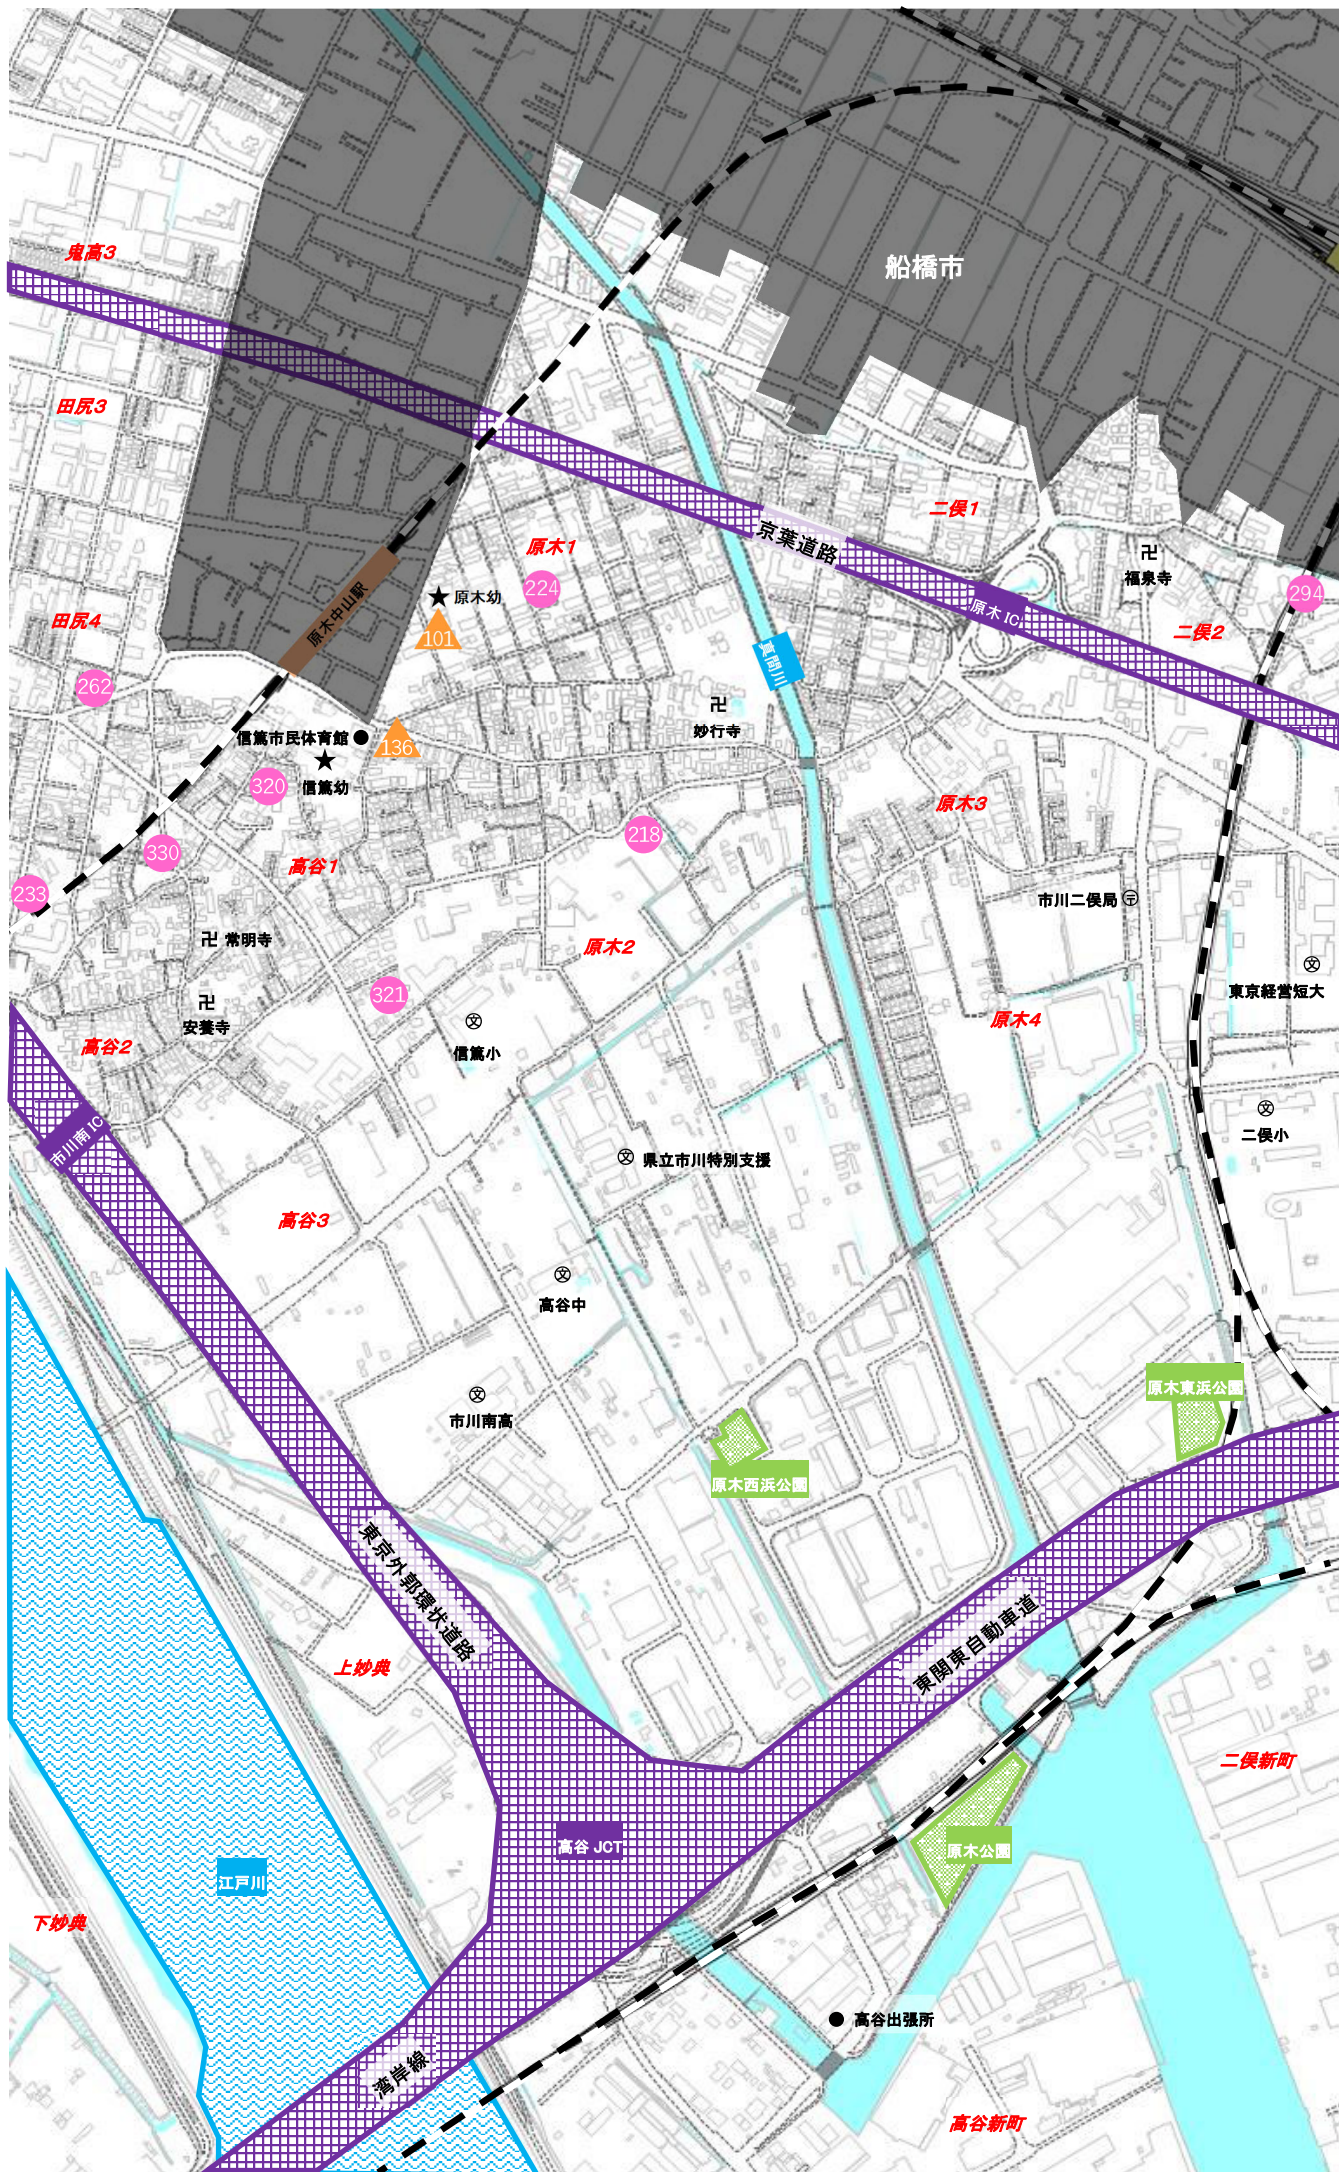 鬼高3
船橋市
田尻3
二俣1
京葉道路
原木1
福泉寺
224
原木幼
294
原木IC
原木中山駅
田尻4
101
二俣2
真間川
262
妙行寺
信篤市民体育館
136
320
信篤幼
原木3
218
330
高谷1
233
市川二俣局
常明寺
原木2
文
321
東京経営短大
安養寺
文
原木4
高谷2
信篤小
文
市川南IC
二俣小
文
県立市川特別支援
高谷3
文
高谷中
原木東浜公園
文
市川南高
原木西浜公園
東京外郭環状道路
東関東自動車道
上妙典
二俣新町
高谷JCT
原木公園
江戸川
下妙典
高谷出張所
湾岸線
高谷新町